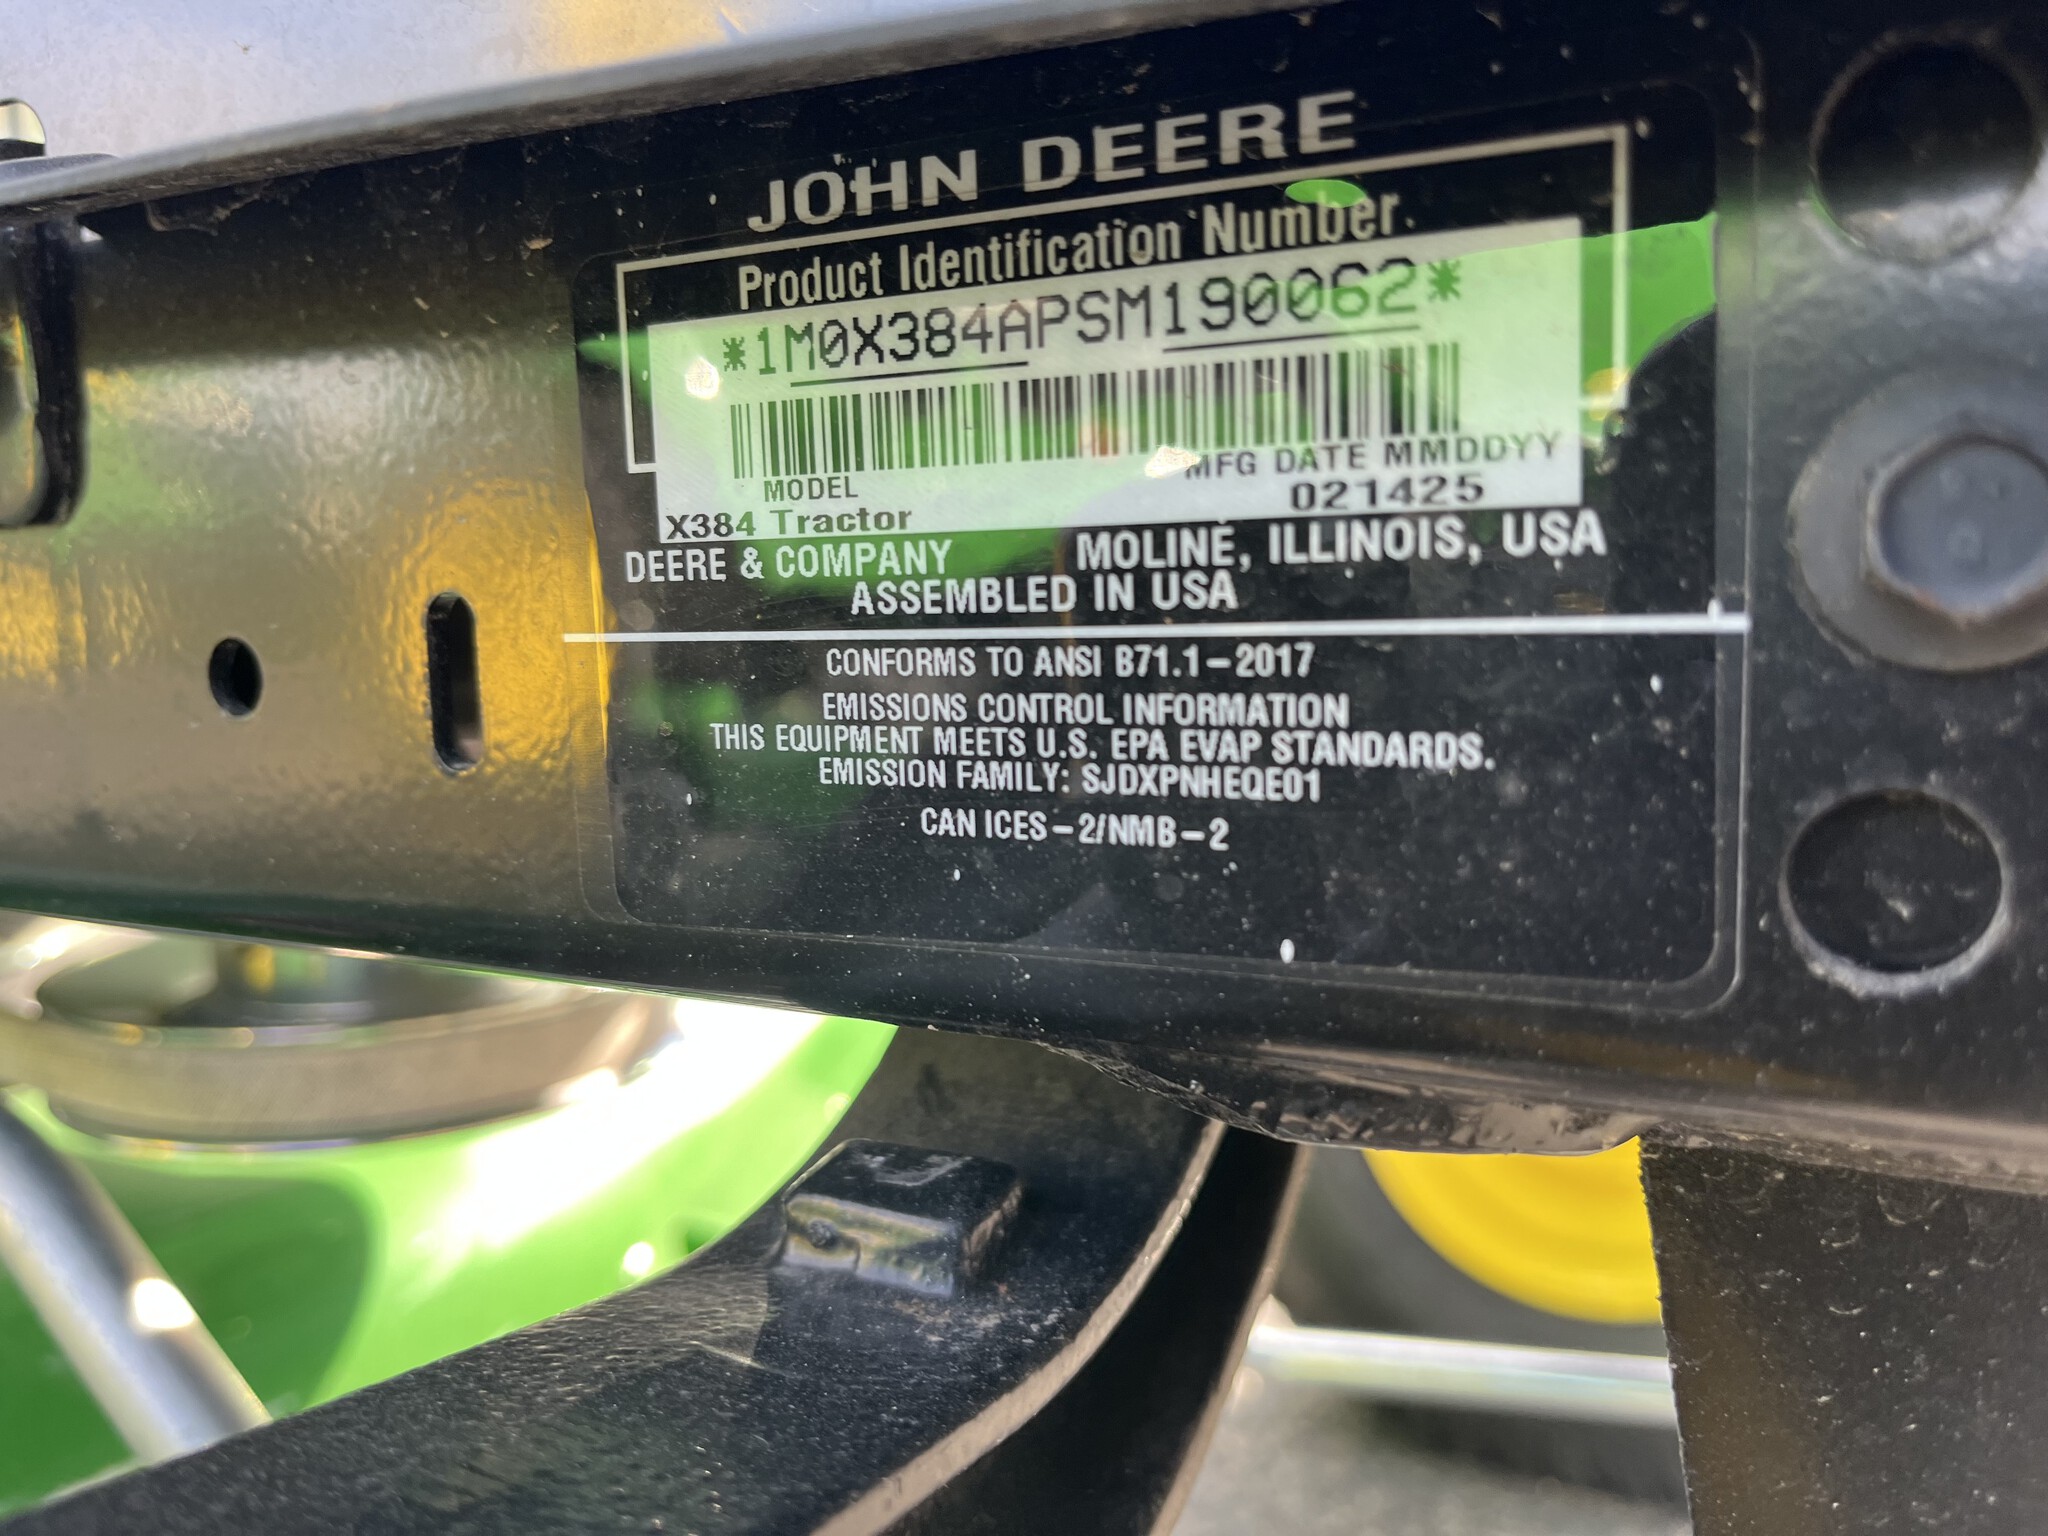 JOHN DEERE
Product Identification Number
*1M0X384APSM190062*
MODEL MFG DATE MMDDYY
X384 Tractor 021425
DEERE & COMPANY MOLINE, ILLINOIS, USA
ASSEMBLED IN USA
CONFORMS TO ANSI B71.1-2017
EMISSIONS CONTROL INFORMATION
THIS EQUIPMENT MEETS U.S. EPA EVAP STANDARDS.
EMISSION FAMILY: SJDXPNHEQE01
CAN ICES-2/NMB-2